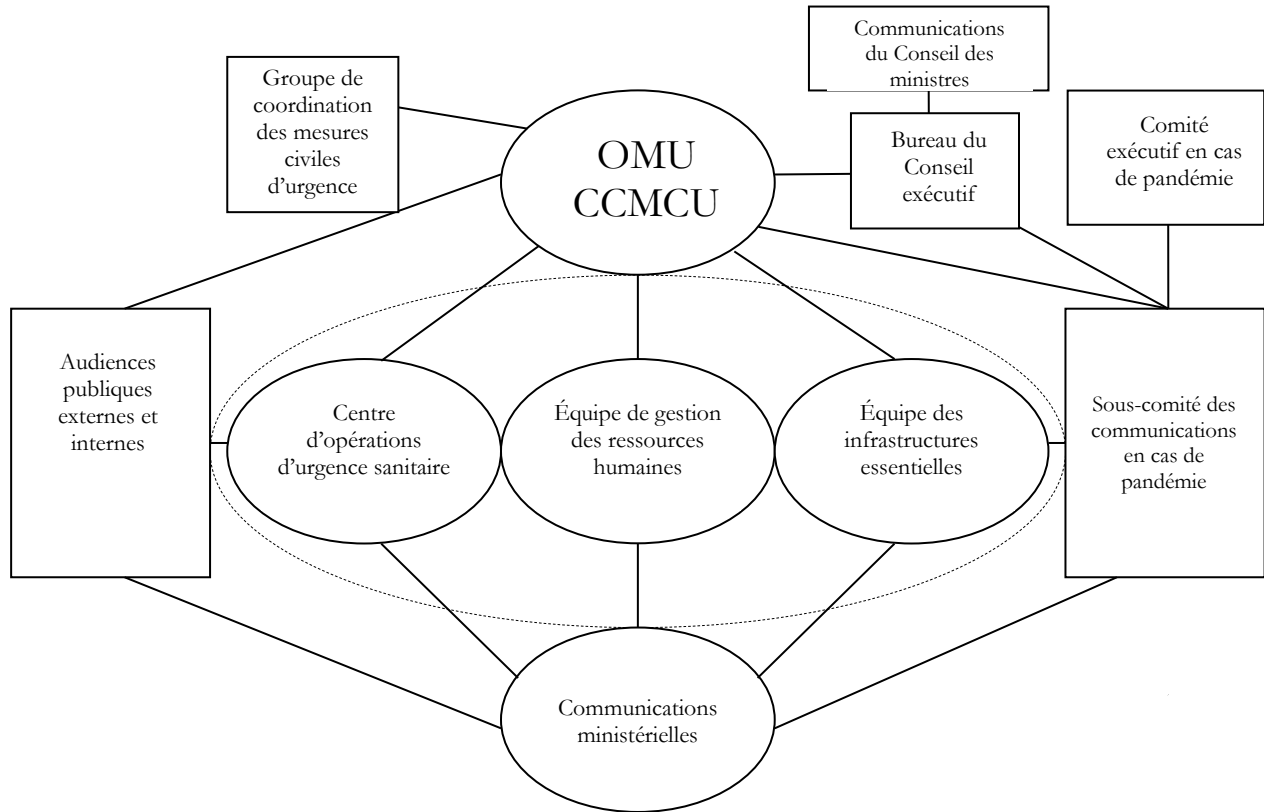 Communications
du Conseil des
ministres
Groupe de
coordination
des mesures
civiles
d'urgence
OMU
CCMCU
Bureau du
Conseil
exécutif
Comité
exécutif en cas
de pandémie
Audiences
publiques
externes et
internes
Centre
d'opérations
d'urgence sanitaire
Équipe de gestion
des ressources
humaines
Équipe des
infrastructures
essentielles
Sous-comité des
communications
en cas de
pandémie
Communications
ministérielles